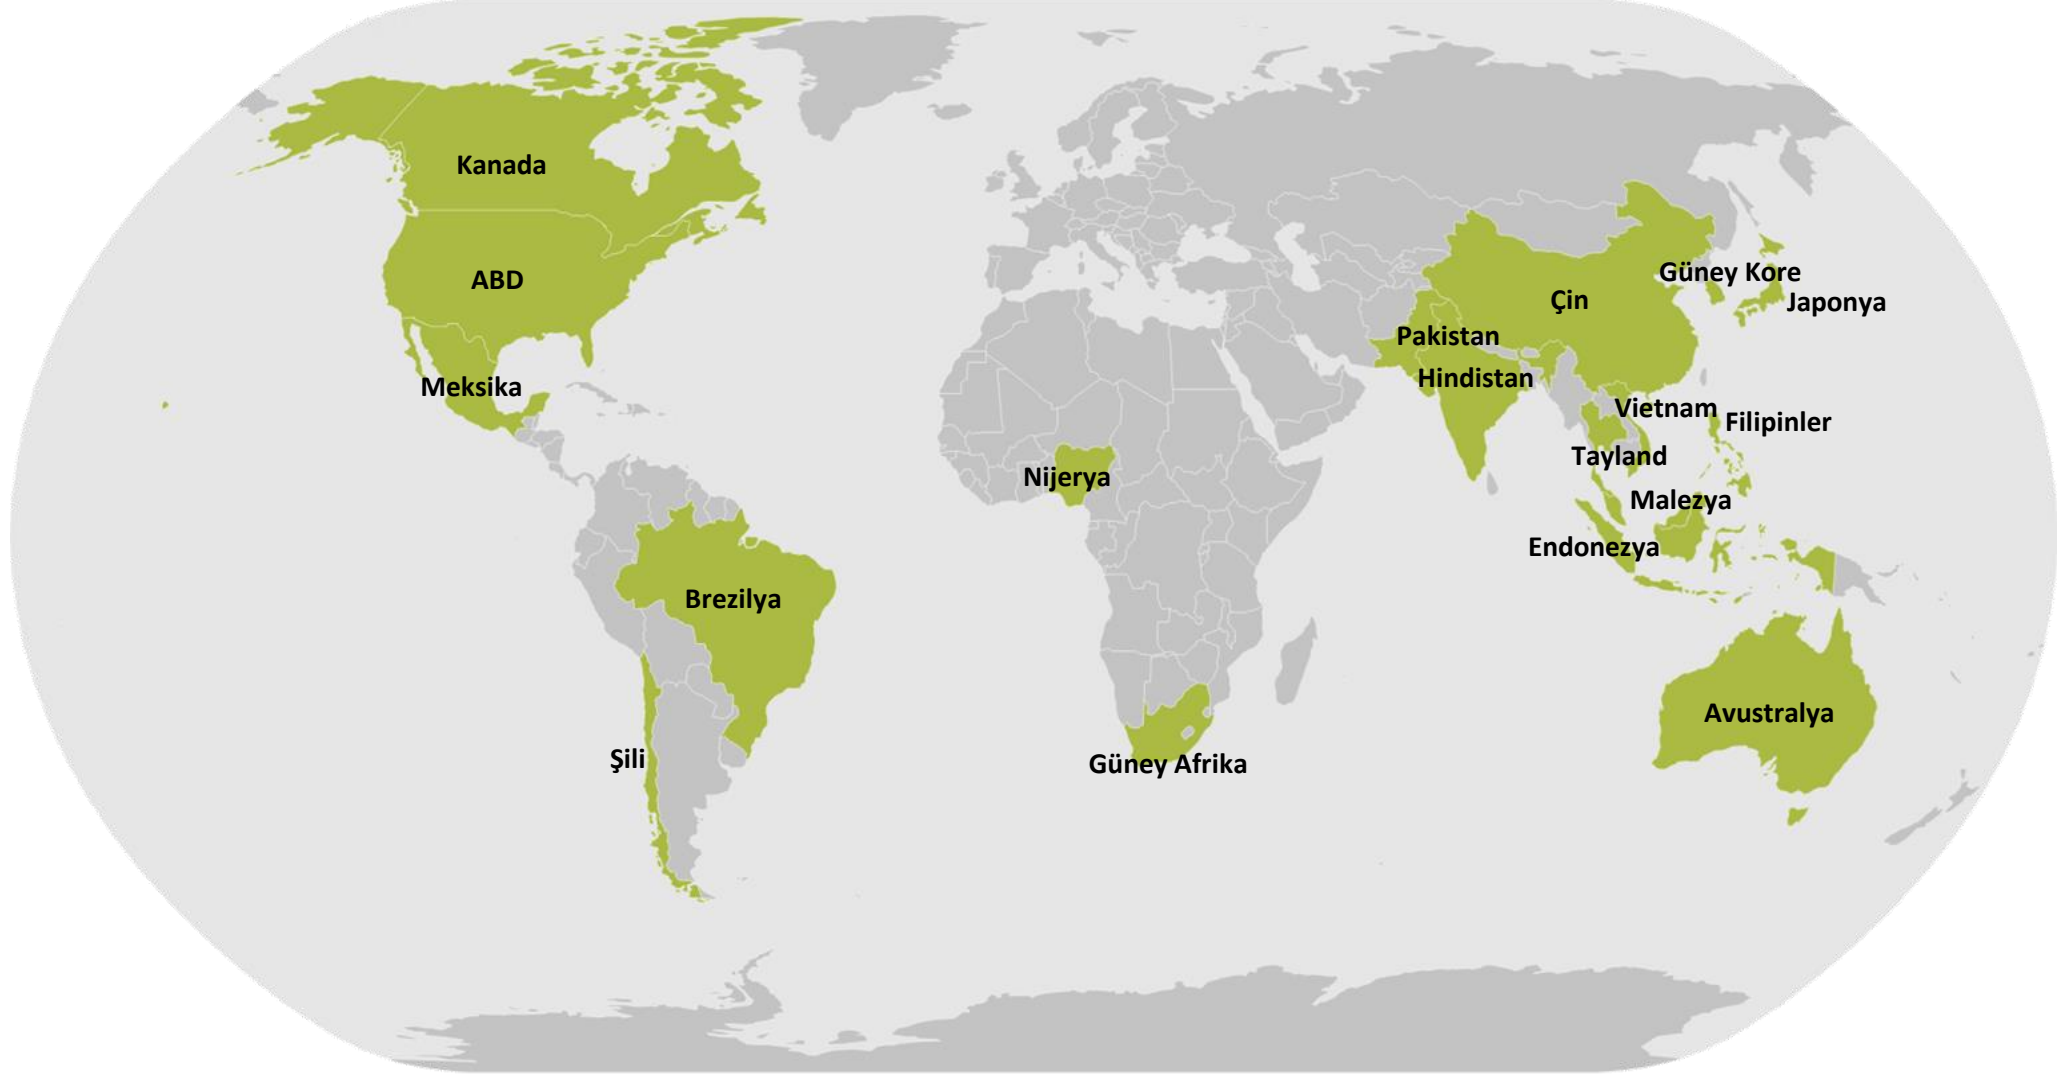 Kanada
ABD
Meksika
Brezilya
Şili
Nijerya
Güney Afrika
Güney Kore
Çin
Japonya
Pakistan
Hindistan
Vietnam
Filipinler
Tayland
Malezya
Endonezya
Avustralya